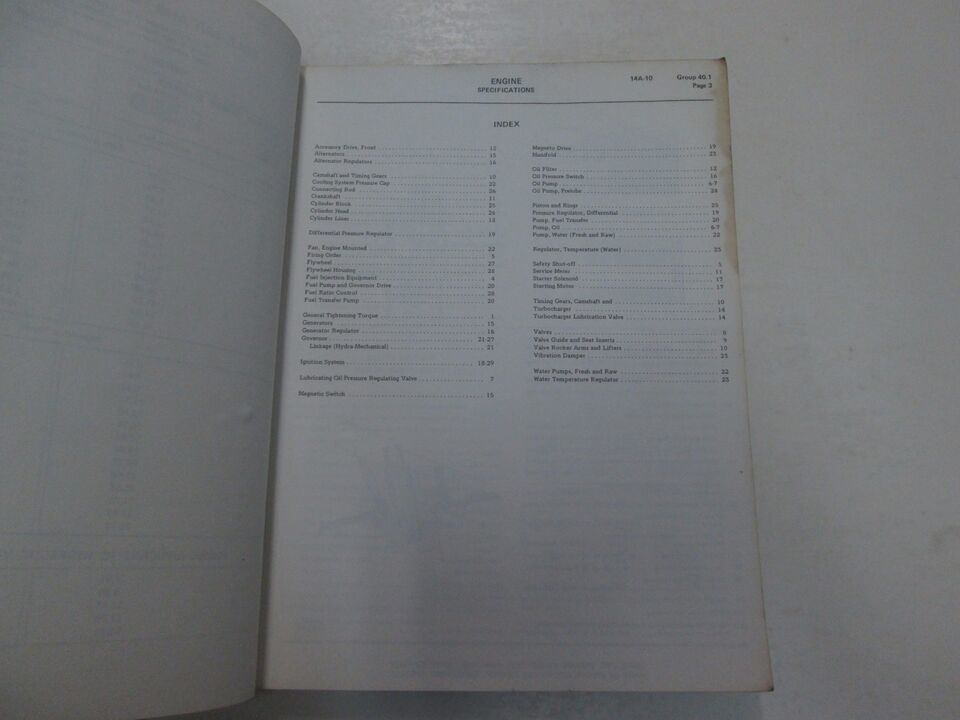 ENGINE
SPECIFICATIONS
14A-10 Group 40.1
Page 3
INDEX
Accessory Drive, Front 12
Alternators 15
Alternator Regulators 16
Camshaft and Timing Gears 10
Cooling System Pressure Cap 22
Connecting Rod 26
Crankshaft 11
Cylinder Block 25
Cylinder Head 26
Cylinder Liner 12
Differential Pressure Regulator 19
Fan, Engine Mounted 22
Firing Order 5
Flywheel 27
Flywheel Housing 28
Fuel Injection Equipment 4
Fuel Pump and Governor Drive 20
Fuel Ratio Control 28
Fuel Transfer Pump 20
General Tightening Torque 1
Generators 15
Generator Regulator 16
Governor 21-27
Linkage (Hydra-Mechanical) 21
Ignition System 18-29
Lubricating Oil Pressure Regulating Valve 7
Magnetic Switch 15
Magneto Drive 19
Manifold 23
Oil Filter 12
Oil Pressure Switch 16
Oil Pump 6-7
Oil Pump, Prelube 24
Piston and Rings 25
Pressure Regulator, Differential 19
Pump, Fuel Transfer 20
Pump, Oil 6-7
Pump, Water (Fresh and Raw) 22
Regulator, Temperature (Water) 23
Safety Shut-off 5
Service Meter 11
Starter Solenoid 17
Starting Motor 17
Timing Gears, Camshaft and 10
Turbocharger 14
Turbocharger Lubrication Valve 14
Valves 8
Valve Guide and Seat Inserts 9
Valve Rocker Arms and Lifters 10
Vibration Damper 23
Water Pumps, Fresh and Raw 22
Water Temperature Regulator 23